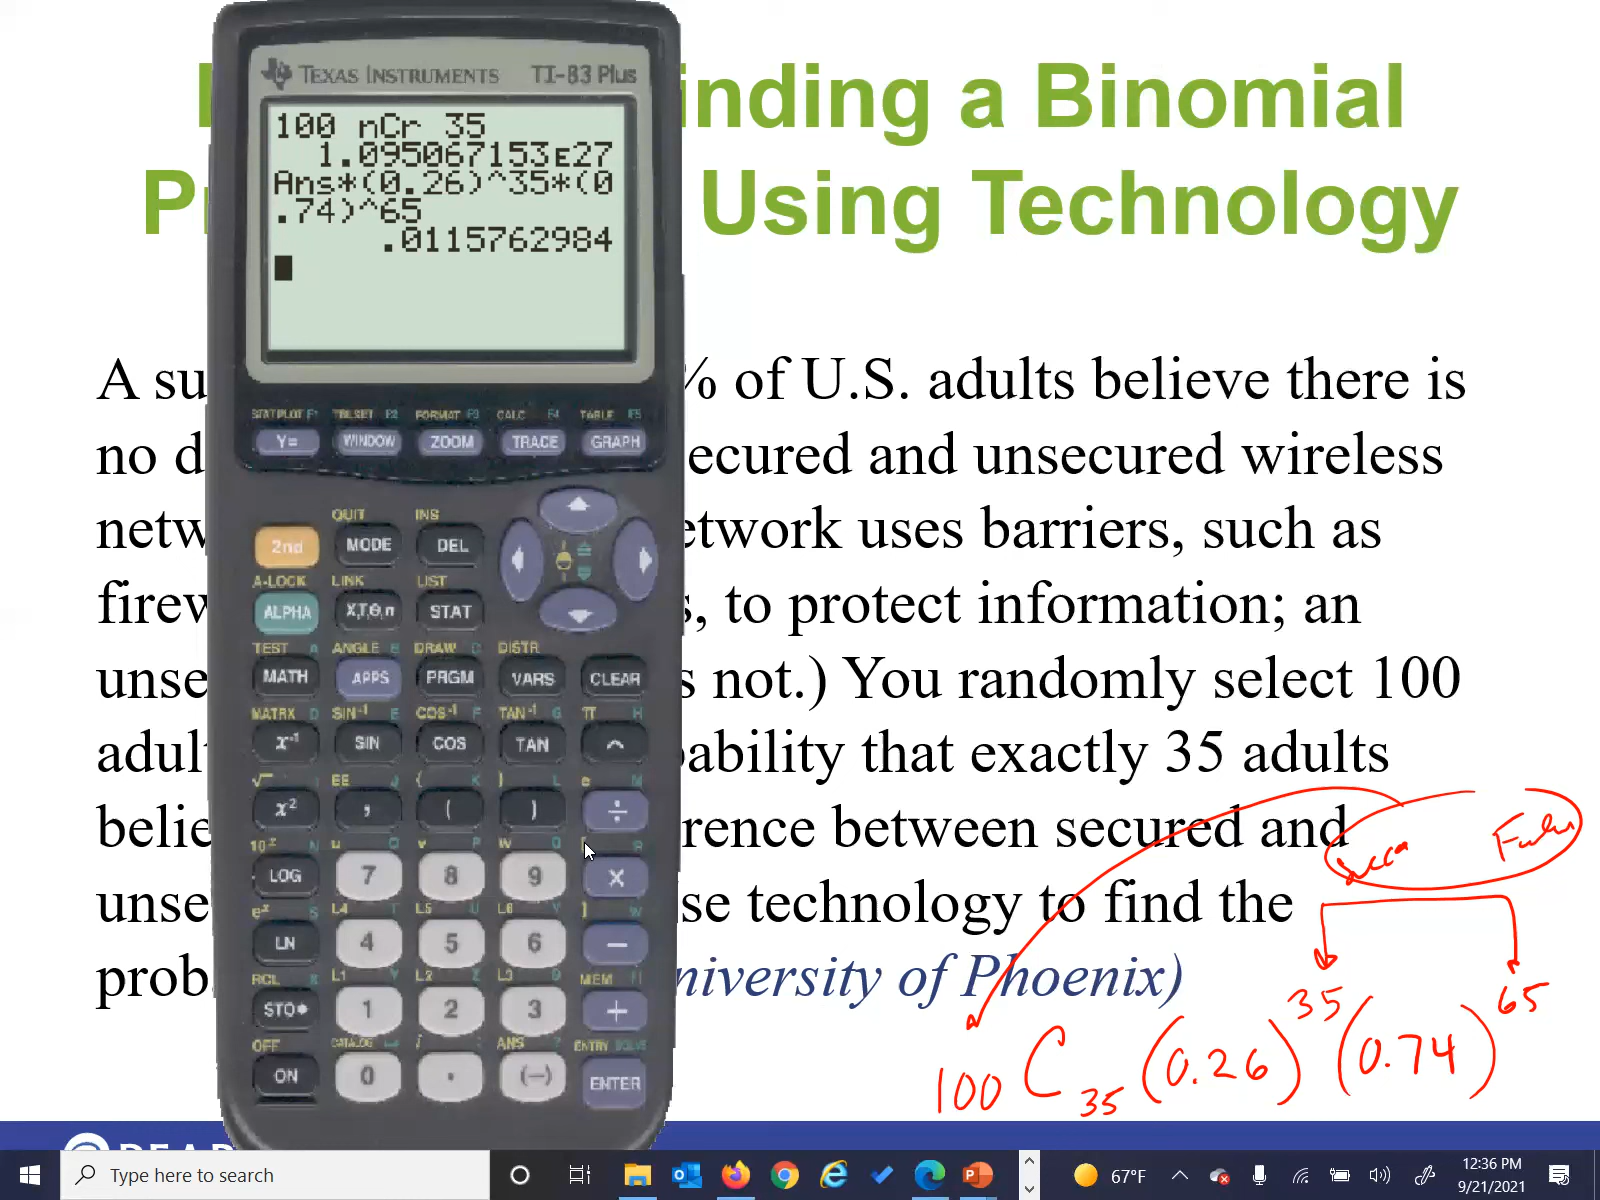 inding a Binomial
P Using Technology
TEXAS INSTRUMENTS TI-83 Plus
100 nCr 35
1.095067153E27
Ans*(0.26)^35*(0
.74)^65
.0115762984
A su % of U.S. adults believe there is
no d ecured and unsecured wireless
netw etwork uses barriers, such as
firew s, to protect information; an
unse s not.) You randomly select 100
adul ability that exactly 35 adults
belie rence between secured and
unse se technology to find the
prob niversity of Phoenix)
STAT PLOT F1 TBLSET F2 FORMAT F3 CALC F4 TABLE F5
Y= WINDOW ZOOM TRACE GRAPH
QUIT INS
2nd MODE DEL
A-LOCK LINK LIST
ALPHA X,T,Θ,n STAT
TEST A ANGLE B DRAW C DISTR
MATH APPS PRGM VARS CLEAR
MATRX D SIN⁻¹ E COS⁻¹ F TAN⁻¹ G π H
x⁻¹ SIN COS TAN ^
√ I EE J { K } L e M
x² , ( ) ÷
10ˣ N u O v P w Q [ R
LOG 7 8 9 ×
eˣ S L4 T L5 U L6 V ] W
LN 4 5 6 −
RCL X L1 Y L2 Z L3 MEM
STO 1 2 3 +
OFF CATALOG i ANS ? ENTRY SOLVE
ON 0 . (−) ENTER
100 C 35 (0.26)^35 (0.74)^65
PEAR
Type here to search
67°F
12:36 PM
9/21/2021